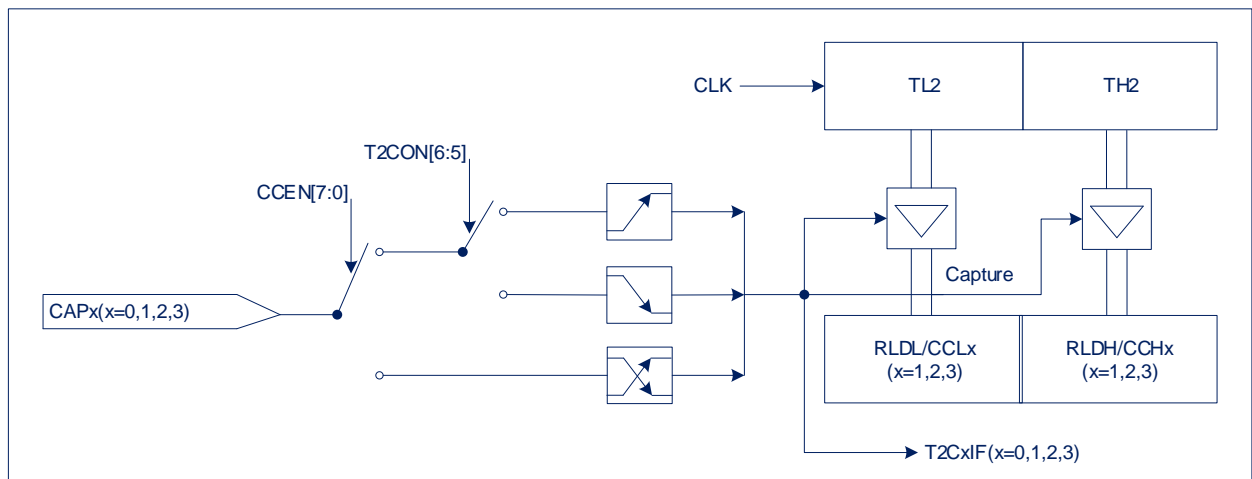 CLK
TL2
TH2
T2CON[6:5]
CCEN[7:0]
Capture
CAPx(x=0,1,2,3)
RLDL/CCLx
(x=1,2,3)
RLDH/CCHx
(x=1,2,3)
T2CxIF(x=0,1,2,3)